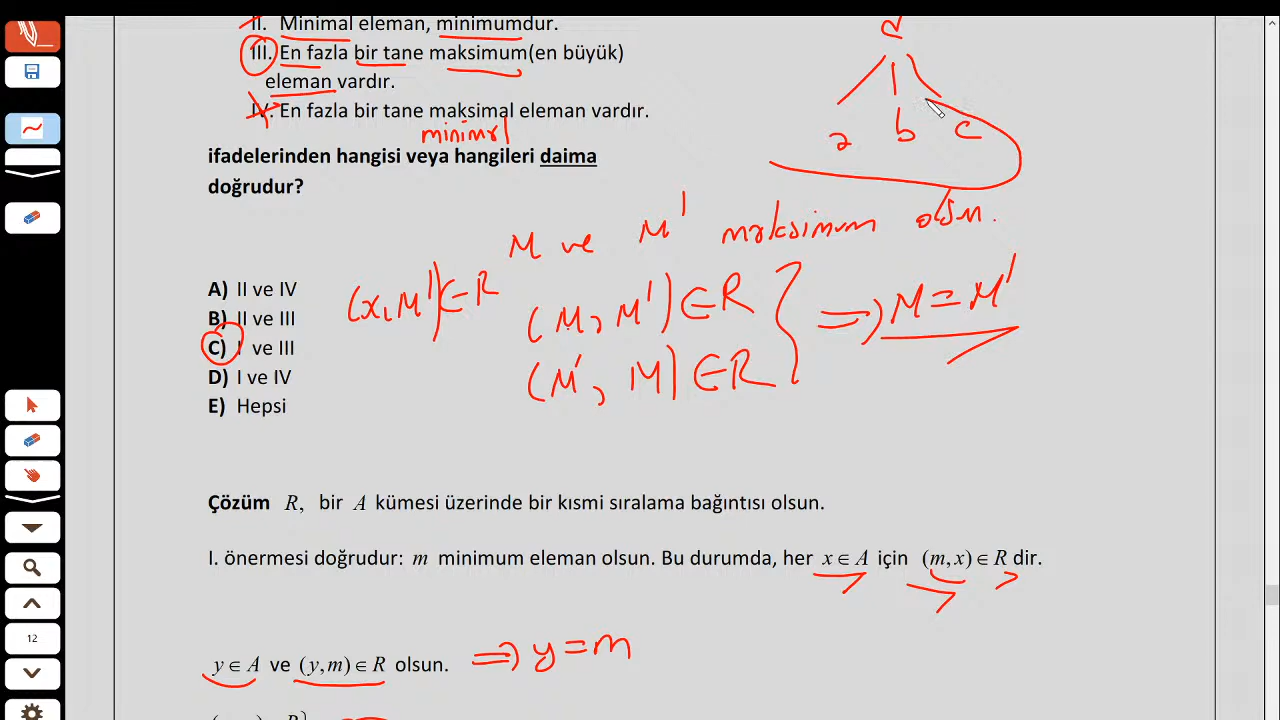 II. Minimal eleman, minimumdur.
III. En fazla bir tane maksimum(en büyük)
eleman vardır.
IV. En fazla bir tane maksimal eleman vardır.
minimal
ifadelerinden hangisi veya hangileri daima
doğrudur?
d
a b c
M ve M' maksimum olsun.
(x,M')∈R
(M, M')∈R
(M', M)∈R
⇒ M = M'
A) II ve IV
B) II ve III
C) I ve III
D) I ve IV
E) Hepsi
Çözüm R, bir A kümesi üzerinde bir kısmi sıralama bağıntısı olsun.
I. önermesi doğrudur: m minimum eleman olsun. Bu durumda, her x ∈ A için (m,x) ∈ R dir.
y ∈ A ve (y,m) ∈ R olsun. ⇒ y = m
12